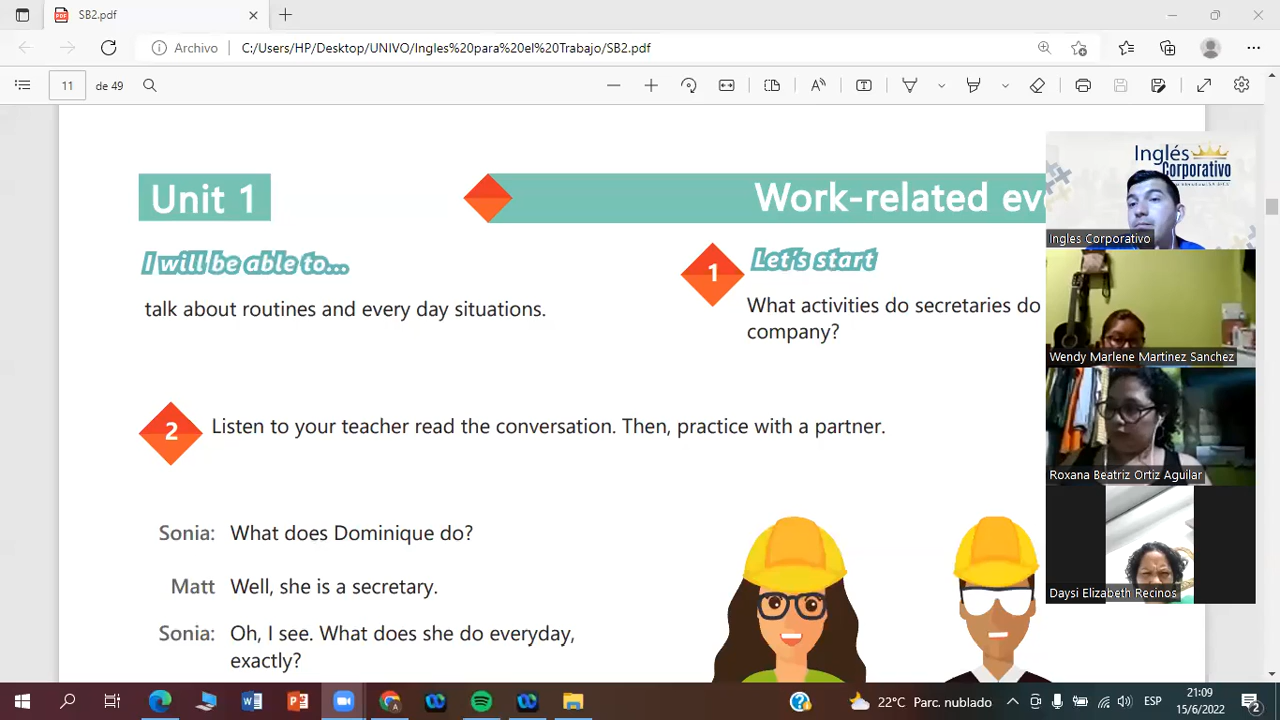 SB2.pdf
Archivo
C:/Users/HP/Desktop/UNIVO/Ingles%20para%20el%20Trabajo/SB2.pdf
11 de 49
Unit 1
Work-related eve
I will be able to...
talk about routines and every day situations.
1
Let's start
What activities do secretaries do
company?
2
Listen to your teacher read the conversation. Then, practice with a partner.
Sonia: What does Dominique do?
Matt Well, she is a secretary.
Sonia: Oh, I see. What does she do everyday,
exactly?
Inglés
Corporativo
Ingles Corporativo
Wendy Marlene Martinez Sanchez
Roxana Beatriz Ortiz Aguilar
Daysi Elizabeth Recinos
22°C Parc. nublado
ESP
21:09
15/6/2022
2